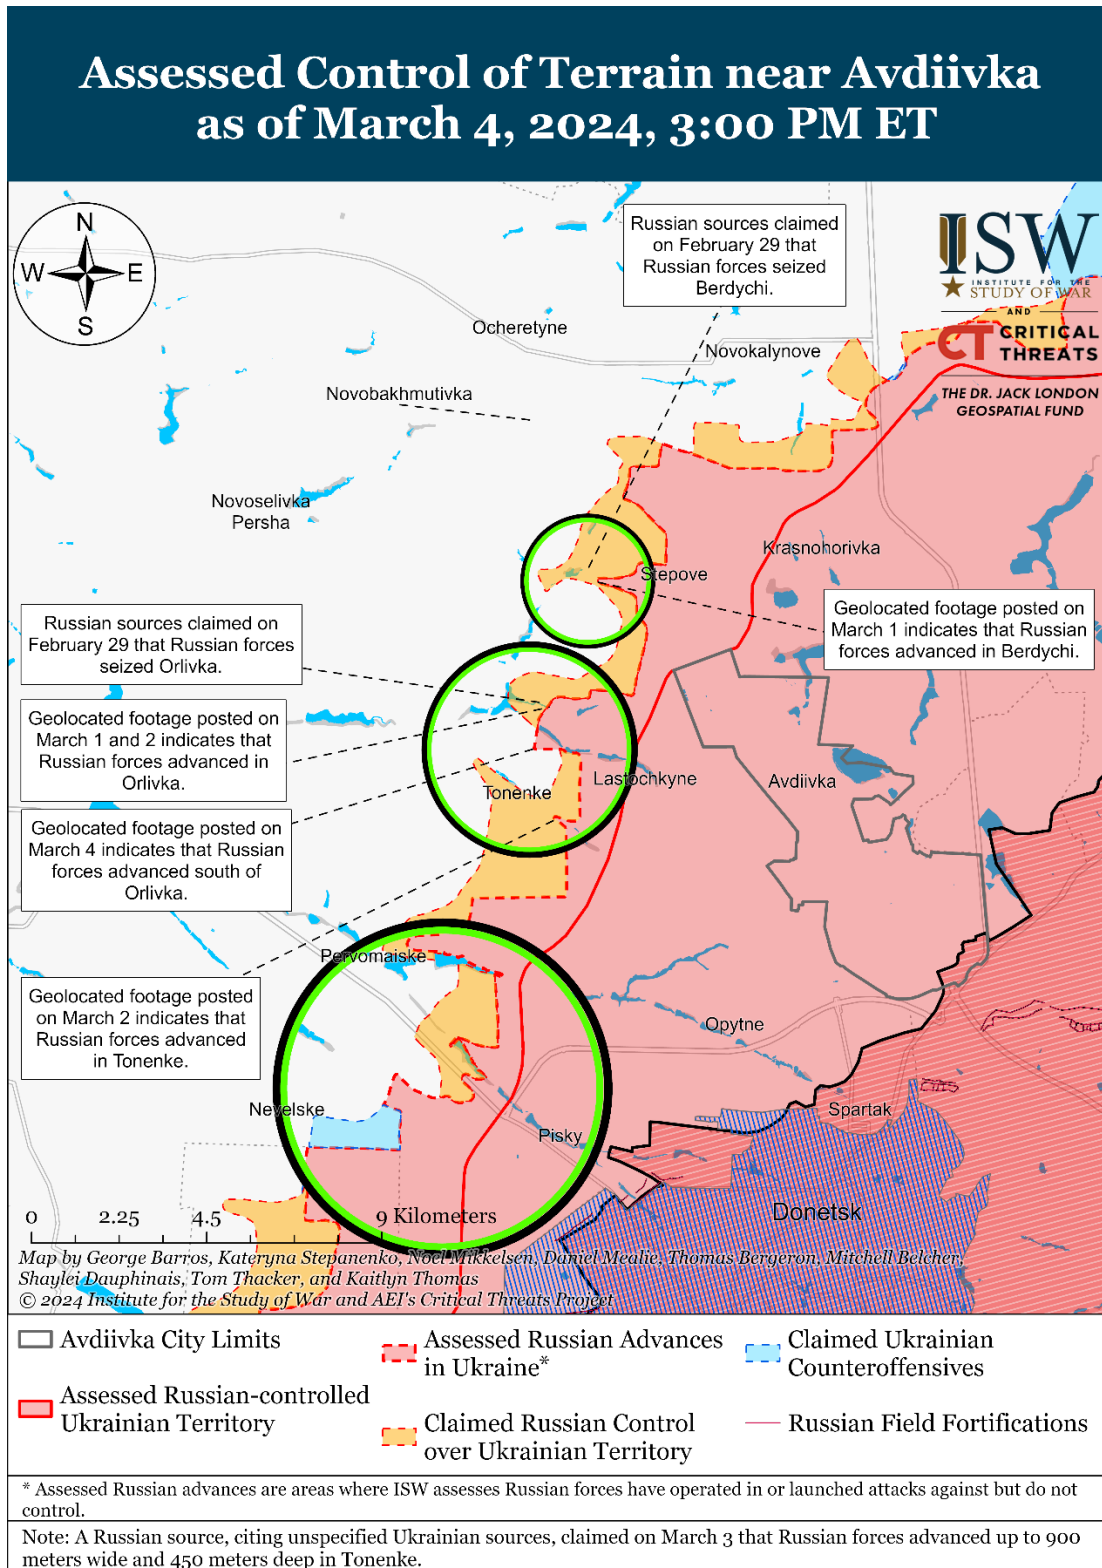 Assessed Control of Terrain near Avdiivka
as of March 4, 2024, 3:00 PM ET
N
W
E
S
Russian sources claimed
on February 29 that
Russian forces seized
Berdychi.
ISW
INSTITUTE FOR THE
STUDY OF WAR
AND
CT CRITICAL
THREATS
THE DR. JACK LONDON
GEOSPATIAL FUND
Ocheretyne
Novokalynove
Novobakhmutivka
Novoselivka
Persha
Krasnohorivka
Stepove
Geolocated footage posted on
March 1 indicates that Russian
forces advanced in Berdychi.
Russian sources claimed on
February 29 that Russian forces
seized Orlivka.
Geolocated footage posted on
March 1 and 2 indicates that
Russian forces advanced in
Orlivka.
Lastochkyne
Avdiivka
Tonenke
Geolocated footage posted on
March 4 indicates that Russian
forces advanced south of
Orlivka.
Pervomaiske
Geolocated footage posted
on March 2 indicates that
Russian forces advanced
in Tonenke.
Opytne
Nevelske
Spartak
Pisky
Donetsk
0 2.25 4.5 9 Kilometers
Map by George Barros, Kateryna Stepanenko, Noel Mikkelsen, Daniel Mealie, Thomas Bergeron, Mitchell Belcher,
Shaylei Dauphinais, Tom Thacker, and Kaitlyn Thomas
© 2024 Institute for the Study of War and AEI's Critical Threats Project
Avdiivka City Limits
Assessed Russian-controlled
Ukrainian Territory
Assessed Russian Advances
in Ukraine*
Claimed Russian Control
over Ukrainian Territory
Claimed Ukrainian
Counteroffensives
Russian Field Fortifications
* Assessed Russian advances are areas where ISW assesses Russian forces have operated in or launched attacks against but do not
control.
Note: A Russian source, citing unspecified Ukrainian sources, claimed on March 3 that Russian forces advanced up to 900
meters wide and 450 meters deep in Tonenke.